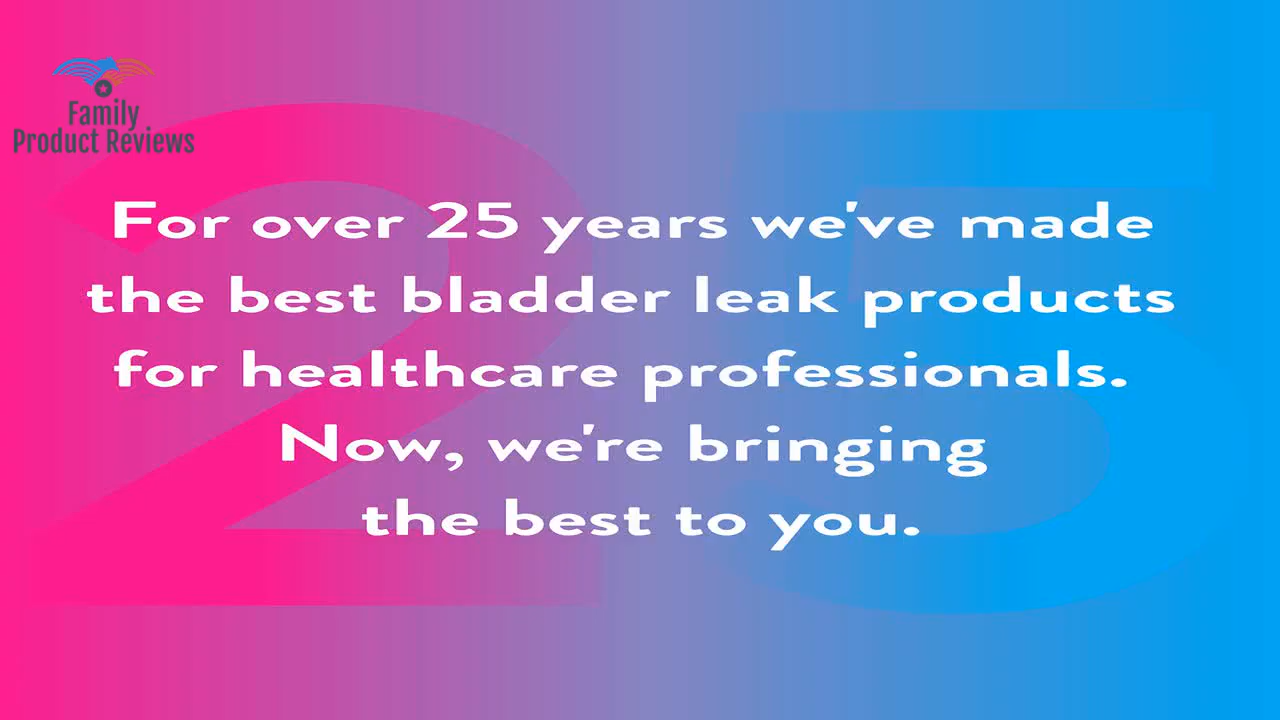 Family
Product Reviews
For over 25 years we've made
the best bladder leak products
for healthcare professionals.
Now, we're bringing
the best to you.
25